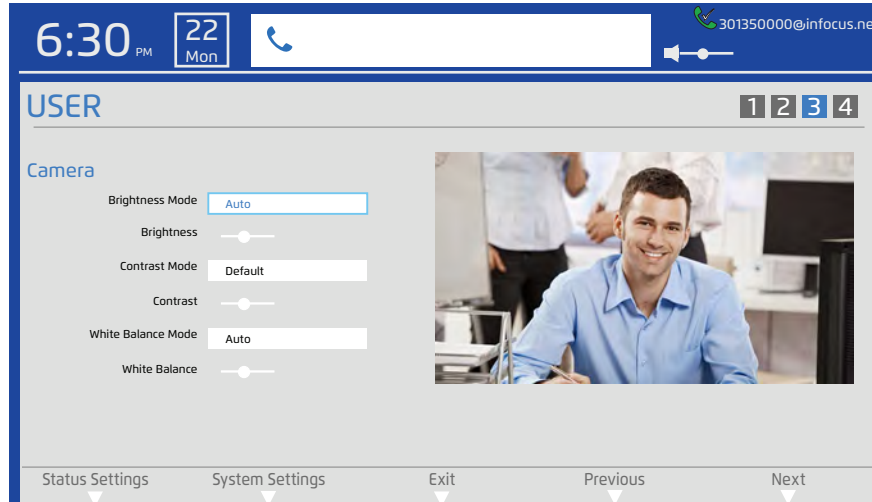 6:30 PM
22
Mon
301350000@infocus.ne
USER
1 2 3 4
Camera
Brightness Mode Auto
Brightness
Contrast Mode Default
Contrast
White Balance Mode Auto
White Balance
Status Settings System Settings Exit Previous Next